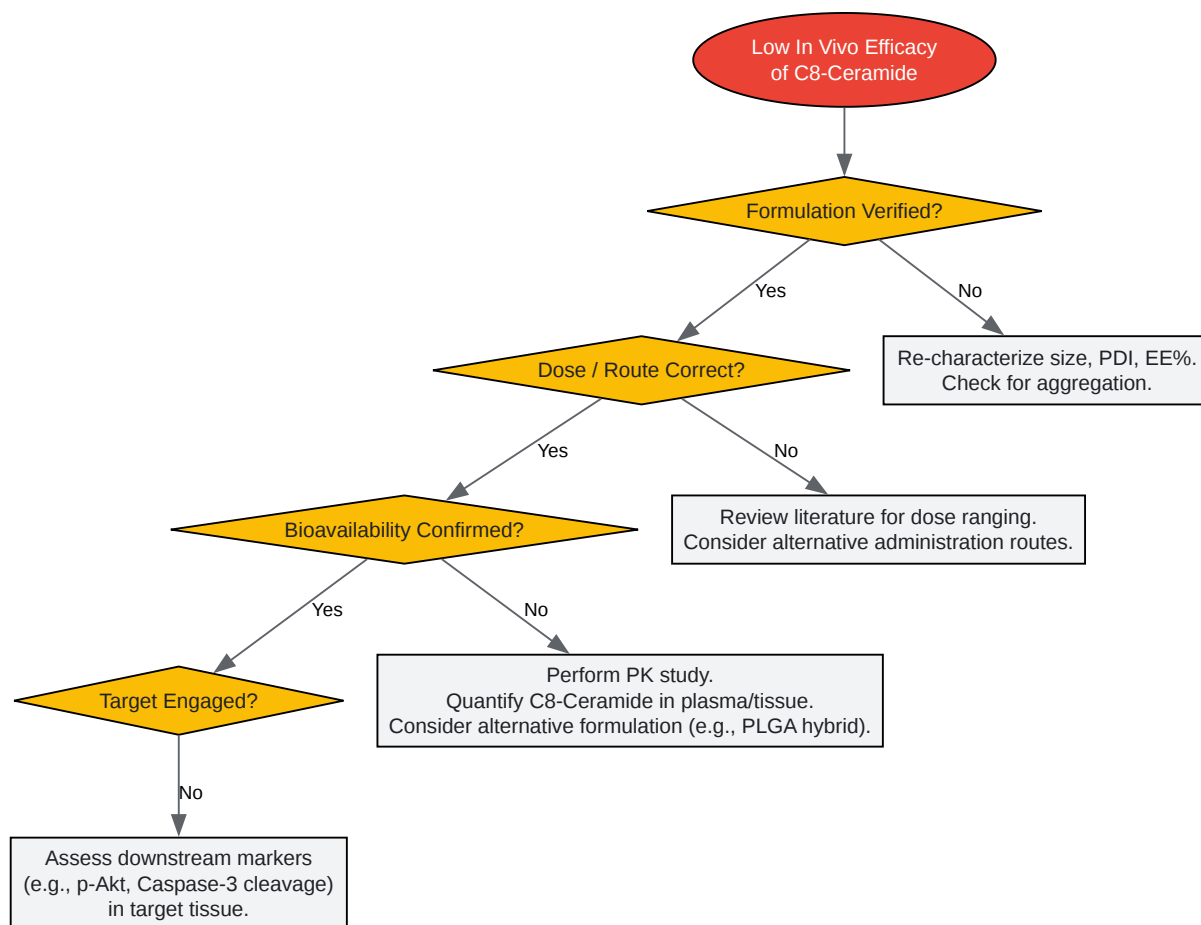 Low In Vivo Efficacy
of C8-Ceramide
Formulation Verified?
Yes
No
Dose / Route Correct?
Re-characterize size, PDI, EE%.
Check for aggregation.
Yes
No
Bioavailability Confirmed?
Review literature for dose ranging.
Consider alternative administration routes.
Yes
No
Target Engaged?
Perform PK study.
Quantify C8-Ceramide in plasma/tissue.
Consider alternative formulation (e.g., PLGA hybrid).
No
Assess downstream markers
(e.g., p-Akt, Caspase-3 cleavage)
in target tissue.